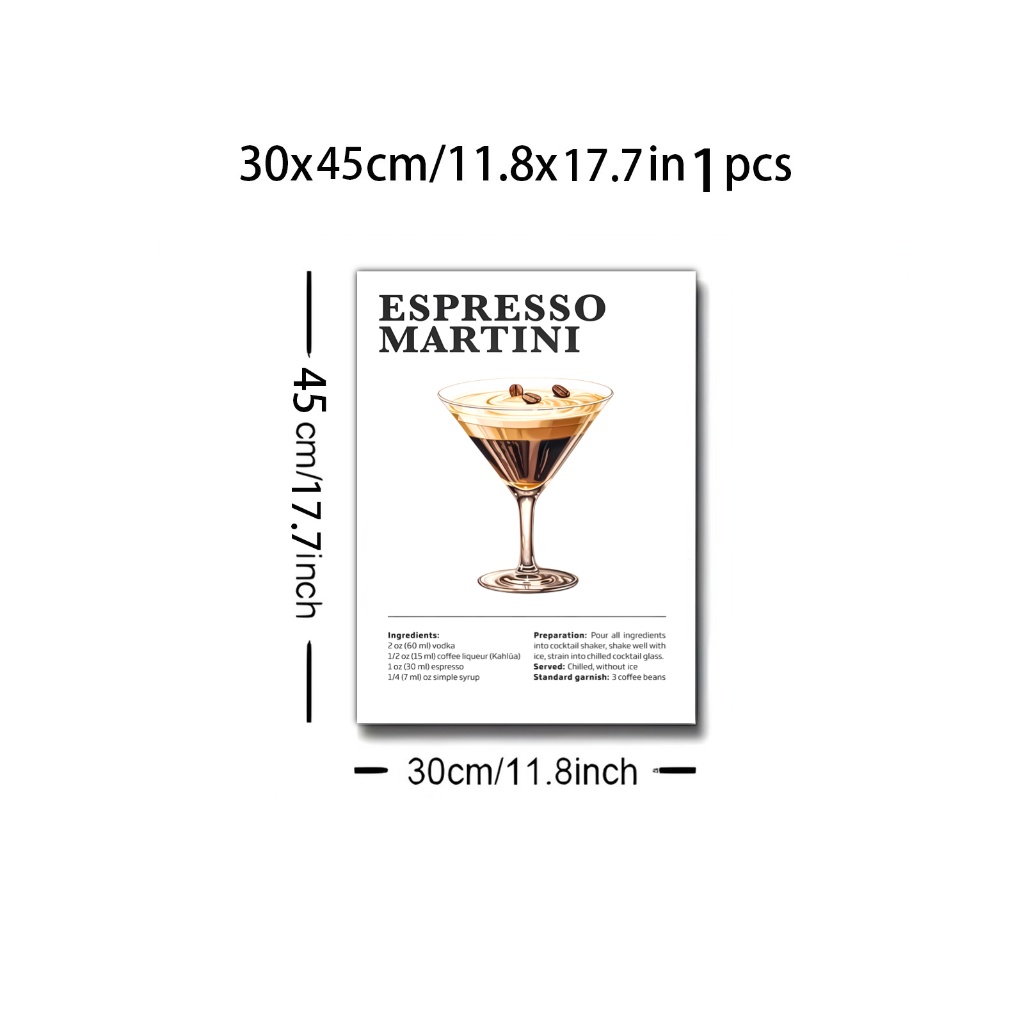 30x45cm/11.8x17.7in 1 pcs
ESPRESSO
MARTINI
45 cm/17.7inch
Ingredients:
2 oz (60 ml) vodka
1/2 oz (15 ml) coffee liqueur (Kahlúa)
1 oz (30 ml) espresso
1/4 (7 ml) oz simple syrup
Preparation: Pour all ingredients
into cocktail shaker, shake well with
ice, strain into chilled cocktail glass.
Served: Chilled, without ice
Standard garnish: 3 coffee beans
30cm/11.8inch